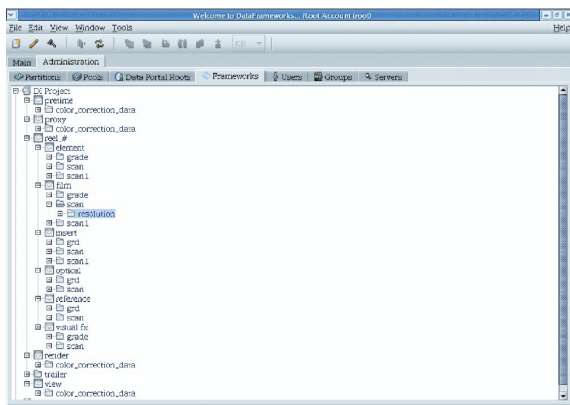 Welcome to DataFrameworks... Root Account (root)
File Edit View Window Tools Help
KB
Main Administration
Partitions Pools Data Portal Roots Frameworks Users Groups Servers
DI Project
pretime
color_correction_data
proxy
color_correction_data
reel_#
element
grade
scan
scan1
film
grade
scan
resolution
scan1
insert
grd
scan
scan1
optical
grd
scan
reference
grd
scan
visual fx
grade
scan
render
color_correction_data
trailer
view
color_correction_data